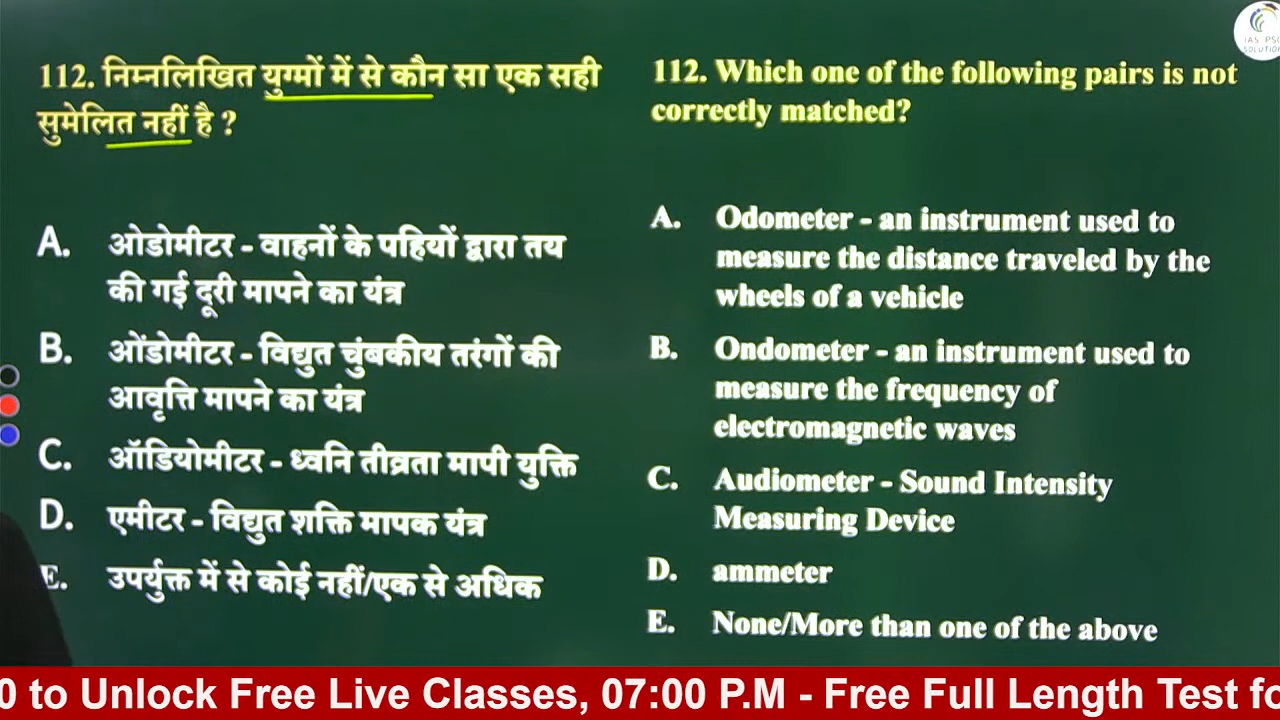 112. निम्नलिखित युग्मों में से कौन सा एक सही
सुमेलित नहीं है ?
A. ओडोमीटर - वाहनों के पहियों द्वारा तय
की गई दूरी मापने का यंत्र
B. ओंडोमीटर - विद्युत चुंबकीय तरंगों की
आवृत्ति मापने का यंत्र
C. ऑडियोमीटर - ध्वनि तीव्रता मापी युक्ति
D. एमीटर - विद्युत शक्ति मापक यंत्र
E. उपर्युक्त में से कोई नहीं/एक से अधिक
112. Which one of the following pairs is not
correctly matched?
A. Odometer - an instrument used to
measure the distance traveled by the
wheels of a vehicle
B. Ondometer - an instrument used to
measure the frequency of
electromagnetic waves
C. Audiometer - Sound Intensity
Measuring Device
D. ammeter
E. None/More than one of the above
IAS PSC
SOLUTION
0 to Unlock Free Live Classes, 07:00 P.M - Free Full Length Test fo